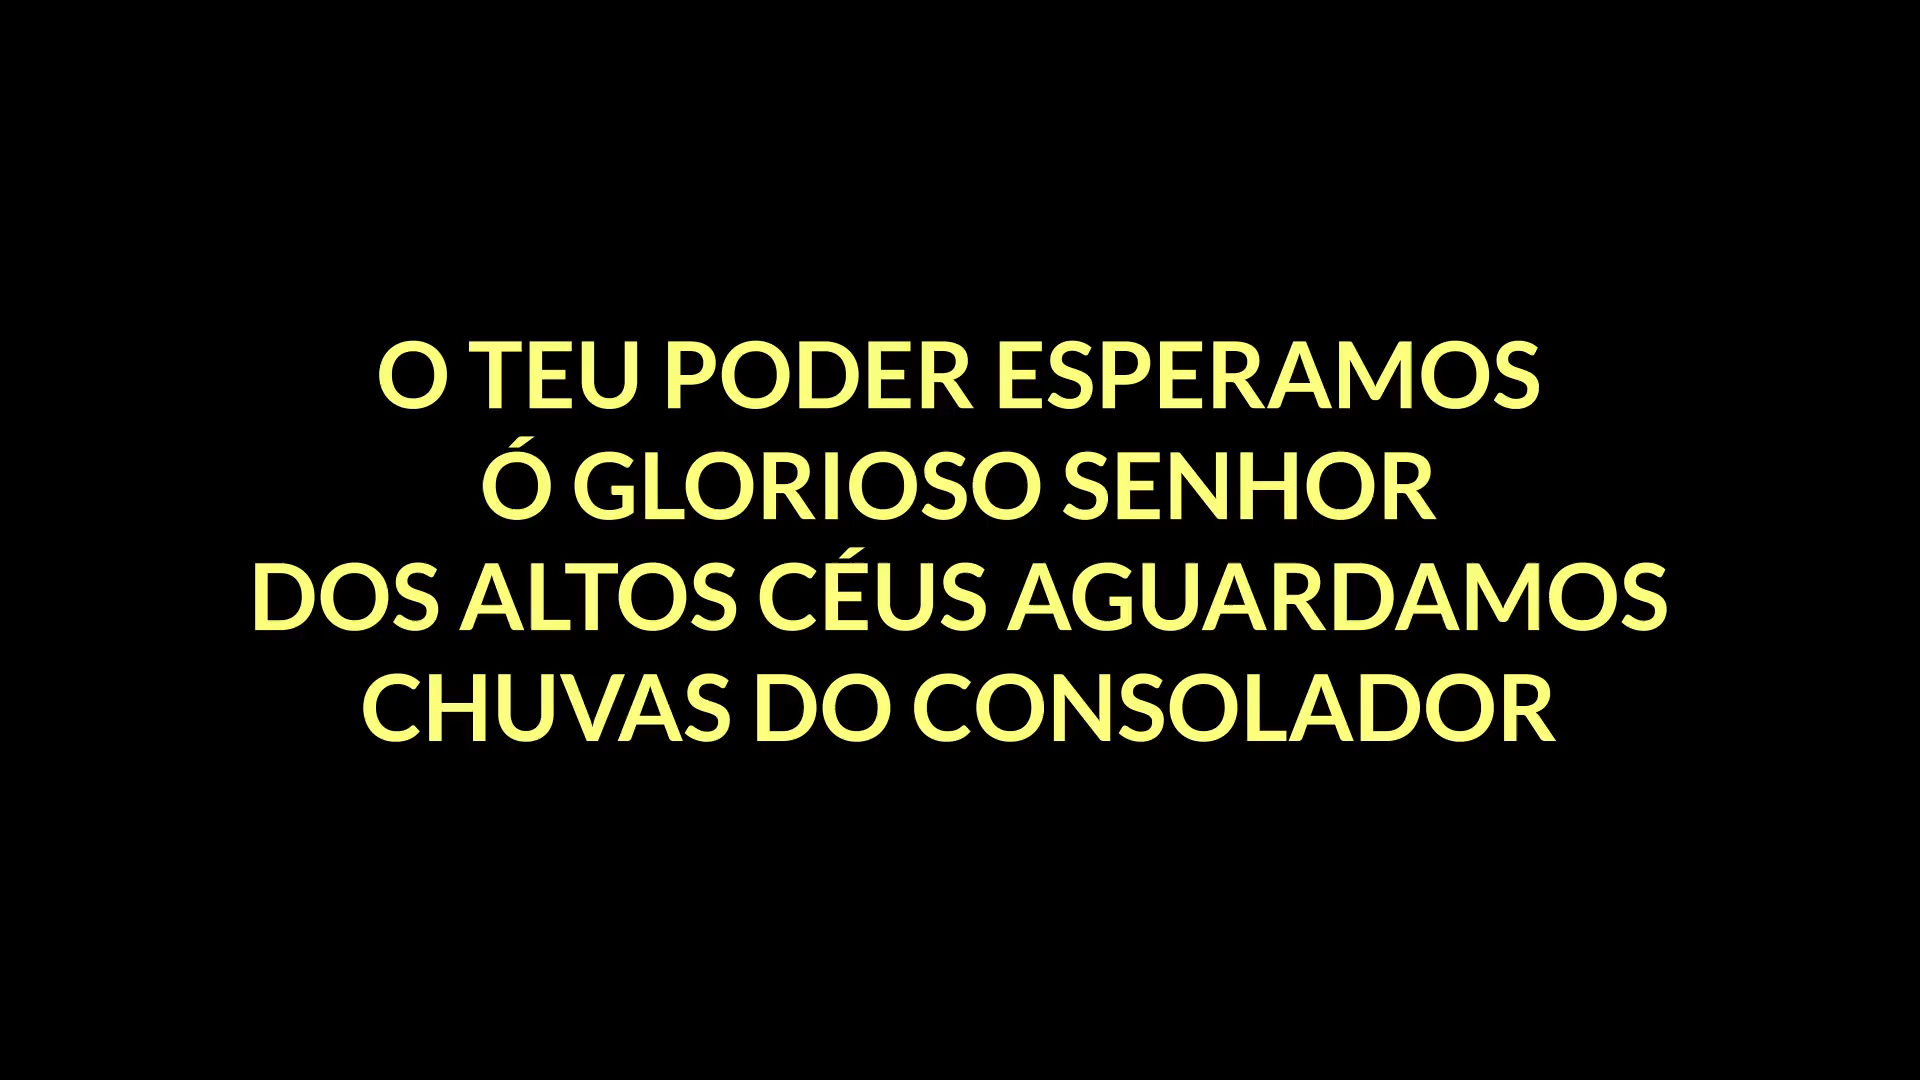 O TEU PODER ESPERAMOS
Ó GLORIOSO SENHOR
DOS ALTOS CÉUS AGUARDAMOS
CHUVAS DO CONSOLADOR